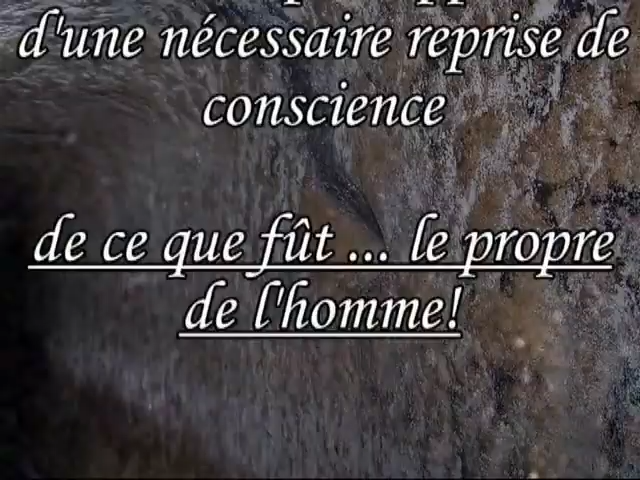 d'une nécessaire reprise de
conscience
de ce que fût ... le propre
de l'homme!